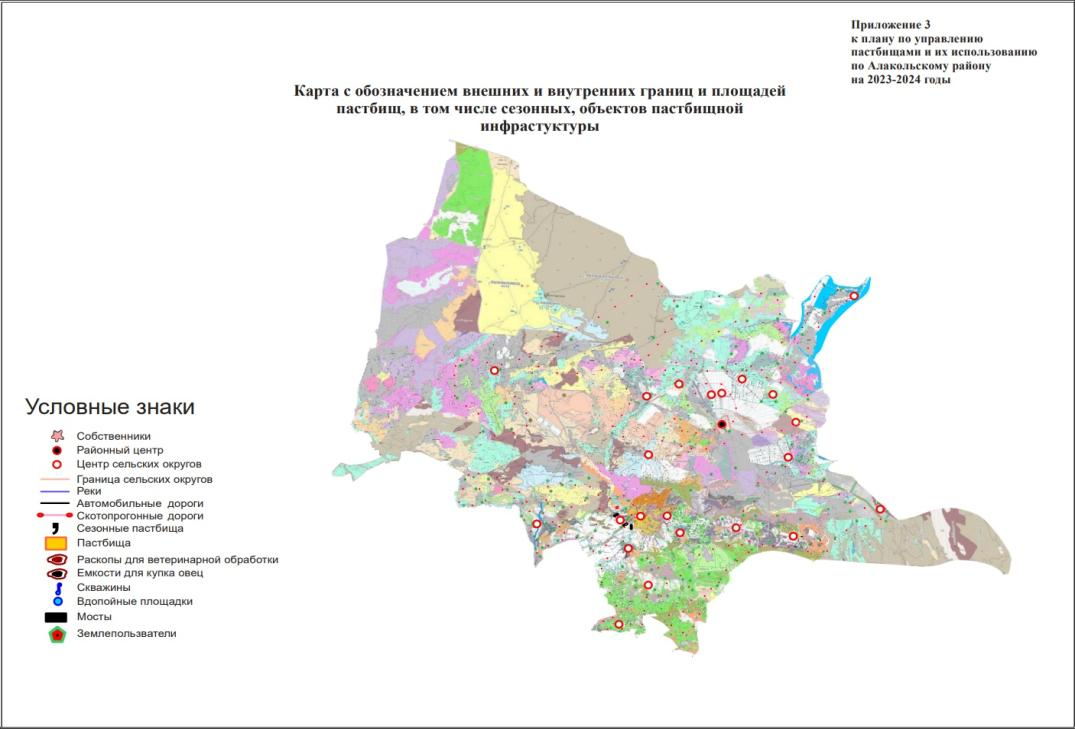 Приложение 3
к плану по управлению
пастбищами и их использованию
по Алакольскому району
на 2023-2024 годы
Карта с обозначением внешних и внутренних границ и площадей
пастбищ, в том числе сезонных, объектов пастбищной
инфрастуктуры
Условные знаки
Собственники
Районный центр
Центр сельских округов
Граница сельских округов
Реки
Автомобильные дороги
Скотопрогонные дороги
Сезонные пастбища
Пастбища
Расколы для ветеринарной обработки
Емкости для купка овец
Скважины
Вдопойные площадки
Мосты
Землепользватели